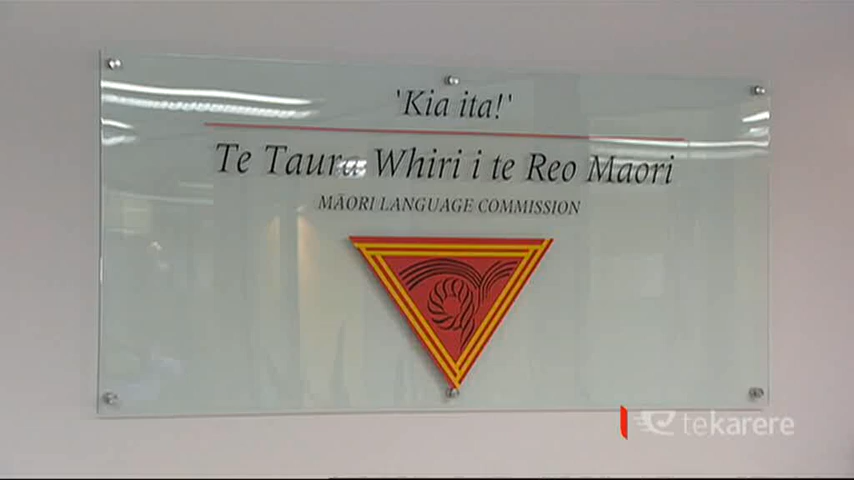 'Kia ita!'
Te Taura Whiri i te Reo Maori
MĀORI LANGUAGE COMMISSION
tekarere